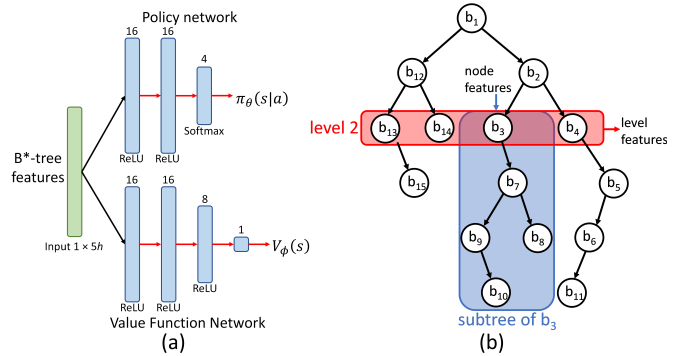 Policy network
16
16
4
π_θ(s|a)
Softmax
ReLU
ReLU
B*-tree
features
Input 1 × 5h
16
16
8
1
V_ϕ(s)
ReLU
ReLU
ReLU
Value Function Network
(a)
b₁
b₁₂
node
features
b₂
level 2
b₁₃
b₁₄
b₃
b₄
level
features
b₁₅
b₇
b₅
b₉
b₈
b₆
b₁₀
b₁₁
subtree of b₃
(b)